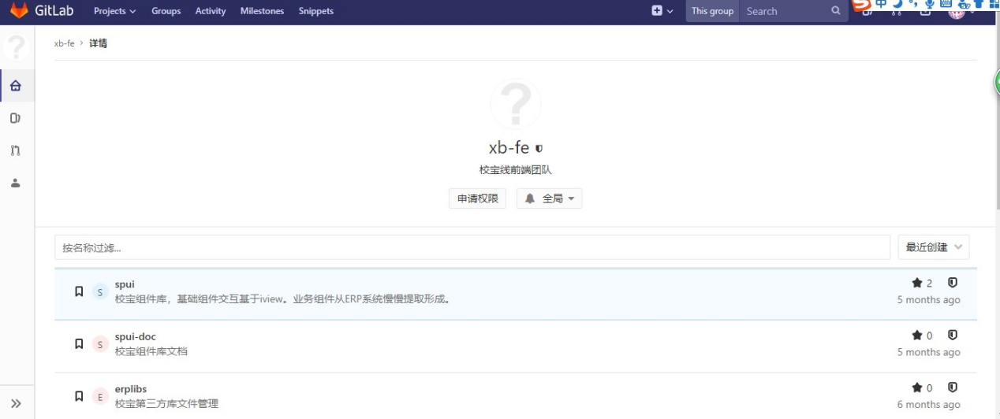 GitLab Projects Groups Activity Milestones Snippets This group Search 中
xb-fe > 详情
?
xb-fe
校宝线前端团队
申请权限 全局
按名称过滤... 最近创建
S spui ★ 2
校宝组件库，基础组件交互基于iview。业务组件从ERP系统慢慢提取形成。 5 months ago
S spui-doc ★ 0
校宝组件库文档 5 months ago
E erplibs ★ 0
校宝第三方库文件管理 6 months ago